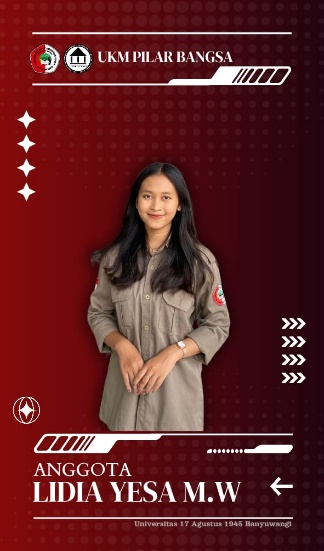 UKM PILAR BANGSA
ANGGOTA
LIDIA YESA M.W
Universitas 17 Agustus 1945 Banyuwangi